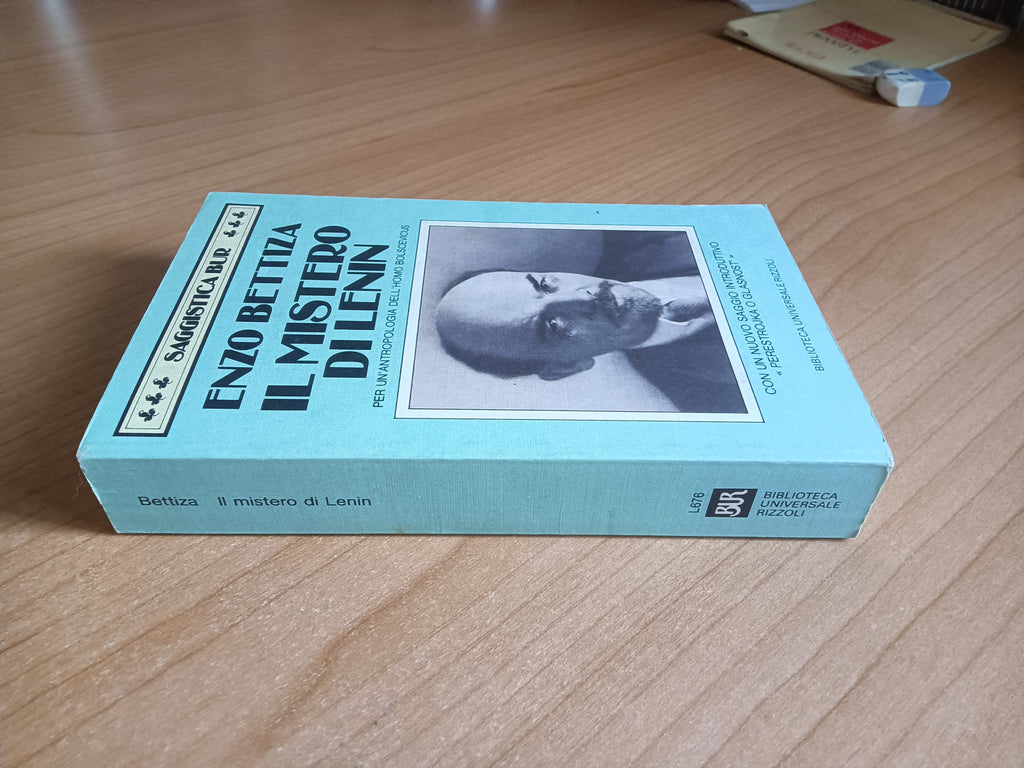 SAGGISTICA BUR
ENZO BETTIZA
IL MISTERO
DI LENIN
PER UN'ANTROPOLOGIA DELL'HOMO BOLSCEVICUS
CON UN NUOVO SAGGIO INTRODUTTIVO
« PERESTROJKA O GLASNOST »
BIBLIOTECA UNIVERSALE RIZZOLI
Bettiza Il mistero di Lenin
L676
BUR
BIBLIOTECA
UNIVERSALE
RIZZOLI